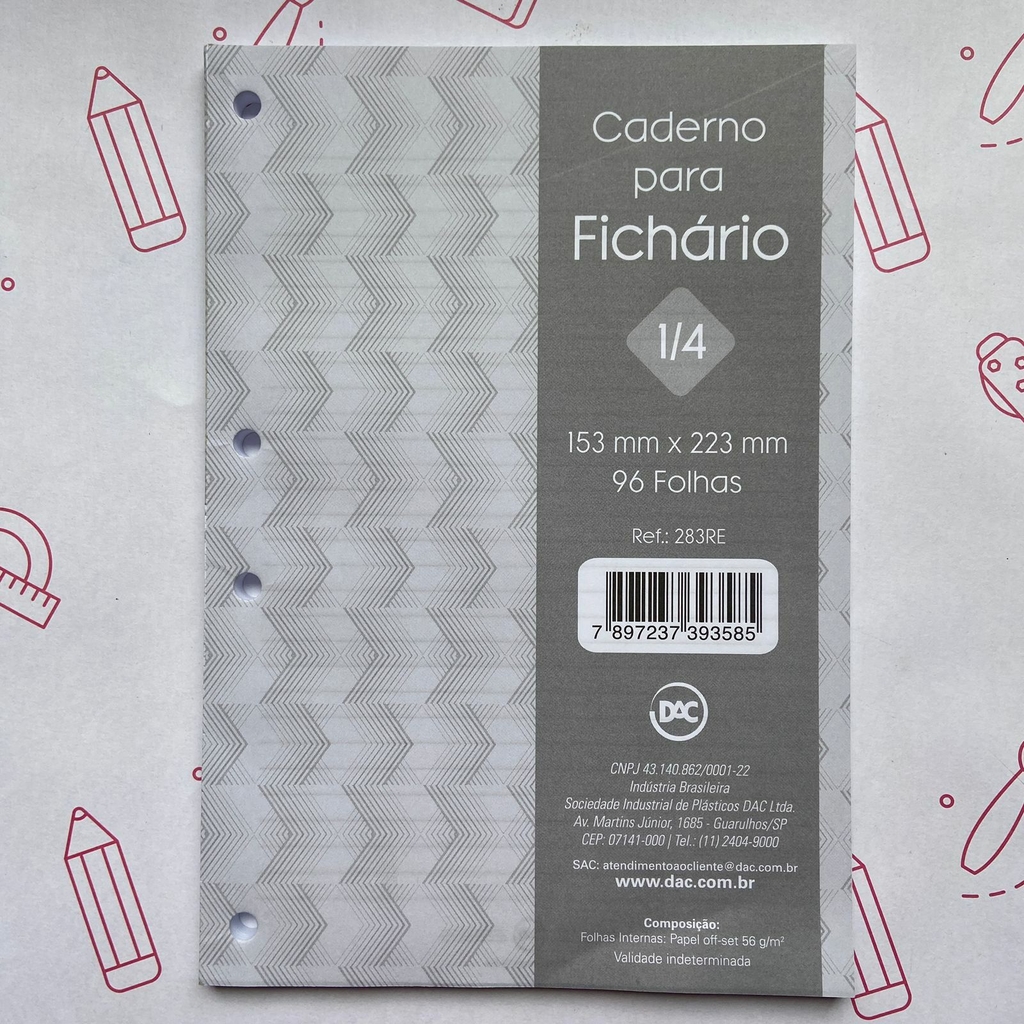 Caderno
para
Fichário
1/4
153 mm x 223 mm
96 Folhas
Ref.: 283RE
7 897237 393585
DAC
CNPJ 43.140.862/0001-22
Indústria Brasileira
Sociedade Industrial de Plásticos DAC Ltda.
Av. Martins Júnior, 1685 - Guarulhos/SP
CEP: 07141-000 | Tel.: (11) 2404-9000
SAC: atendimentoaocliente@dac.com.br
www.dac.com.br
Composição:
Folhas Internas: Papel off-set 56 g/m²
Validade indeterminada